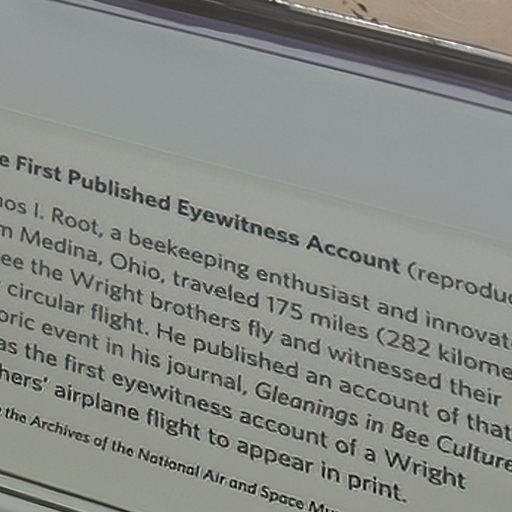 e First Published Eyewitness Account (reproduc
os I. Root, a beekeeping enthusiast and innovat
m Medina, Ohio, traveled 175 miles (282 kilome
ee the Wright brothers fly and witnessed their
circular flight. He published an account of that
oric event in his journal, Gleanings in Bee Culture
as the first eyewitness account of a Wright
hers' airplane flight to appear in print.
the Archives of the National Air and Space Mu